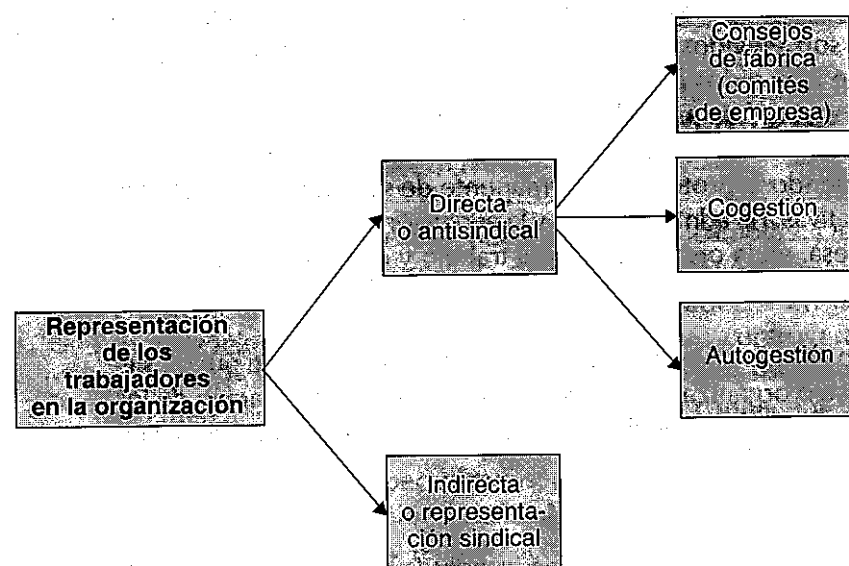 Representación
de los
trabajadores
en la organización
Directa
o antisindical
Indirecta
o representa-
ción sindical
Consejos
de fábrica
(comités
de empresa)
Cogestión
Autogestión